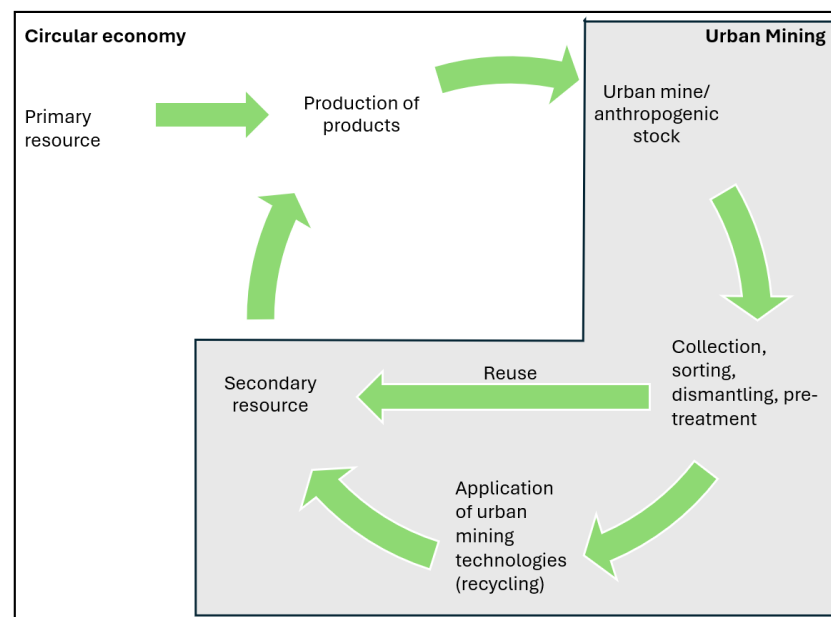 Circular economy
Urban Mining
Primary
resource
Production of
products
Urban mine/
anthropogenic
stock
Collection,
sorting,
dismantling, pre-
treatment
Reuse
Secondary
resource
Application
of urban
mining
technologies
(recycling)